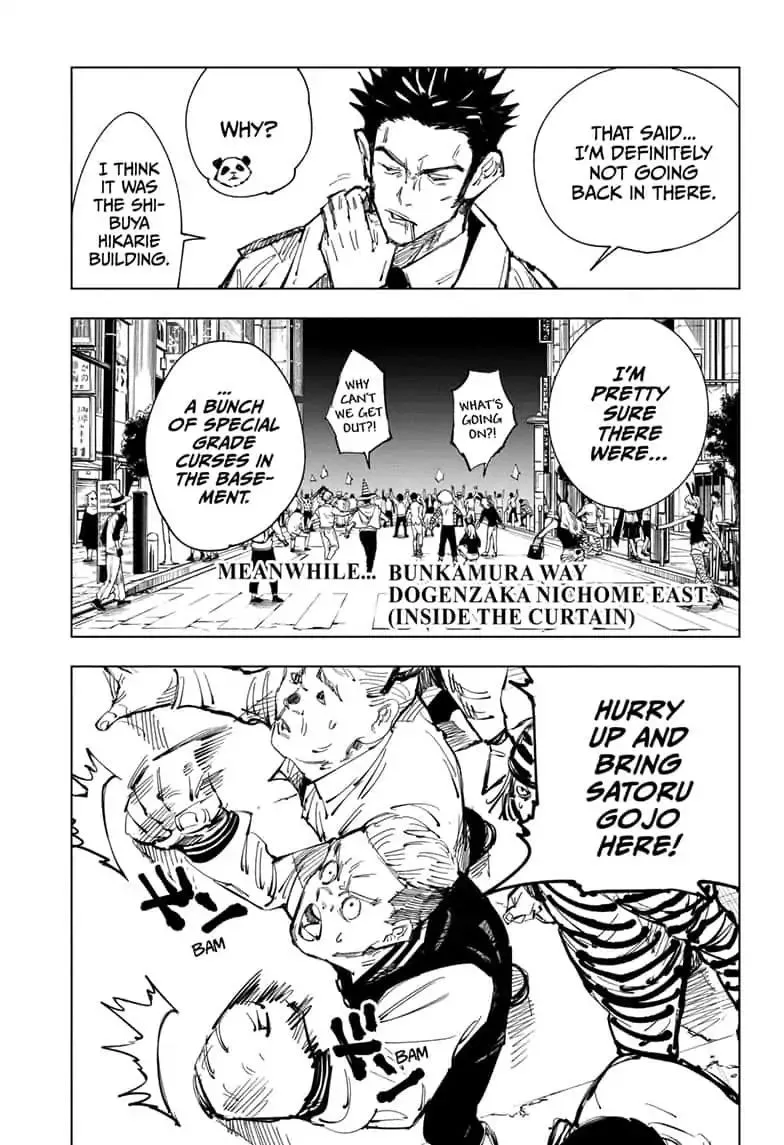 THAT SAID...
I'M DEFINITELY
NOT GOING
BACK IN THERE.
WHY?
I THINK
IT WAS
THE SHI-
BUYA
HIKARIE
BUILDING.
I'M
PRETTY
SURE
THERE
WERE...
WHAT'S
GOING
ON?!
WHY
CAN'T
WE GET
OUT?!
...
A BUNCH
OF SPECIAL
GRADE
CURSES IN
THE BASE-
MENT.
MEANWHILE...
BUNKAMURA WAY
DOGENZAKA NICHOME EAST
(INSIDE THE CURTAIN)
HURRY
UP AND
BRING
SATORU
GOJO
HERE!
BAM
BAM